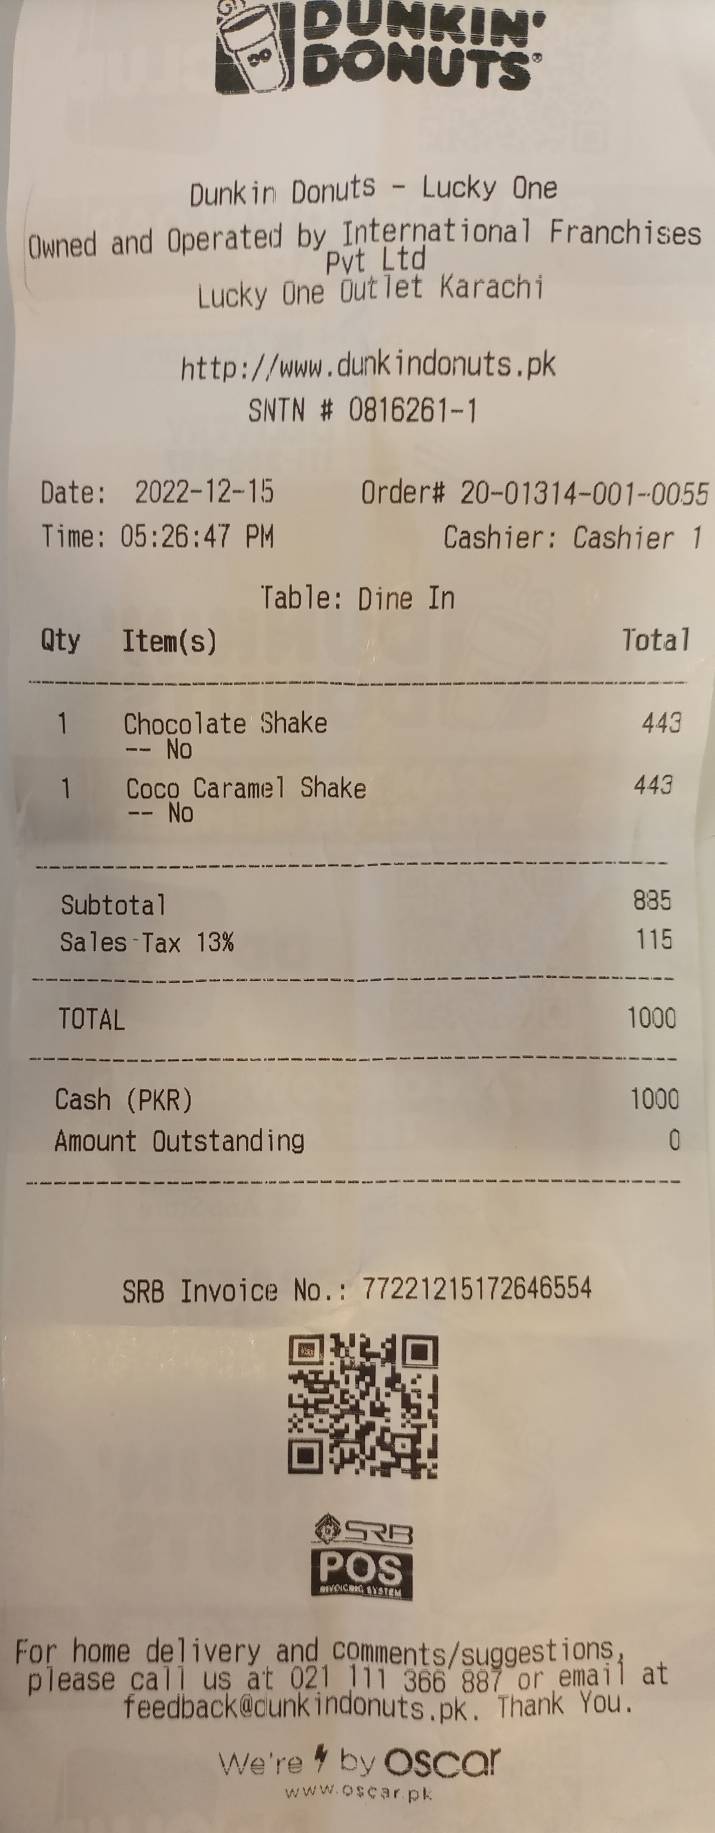 DUNKIN'
DONUTS®
Dunkin Donuts - Lucky One
Owned and Operated by International Franchises
Pvt Ltd
Lucky One Outlet Karachi
http://www.dunkindonuts.pk
SNTN # 0816261-1
Date: 2022-12-15 Order# 20-01314-001-0055
Time: 05:26:47 PM Cashier: Cashier 1
Table: Dine In
Qty Item(s) Total
1 Chocolate Shake 443
-- No
1 Coco Caramel Shake 443
-- No
Subtotal 885
Sales Tax 13% 115
TOTAL 1000
Cash (PKR) 1000
Amount Outstanding 0
SRB Invoice No.: 77221215172646554
SRB
POS
INVOICING SYSTEM
For home delivery and comments/suggestions,
please call us at 021 111 366 887 or email at
feedback@dunkindonuts.pk. Thank You.
We're by oscar
www.oscar.pk